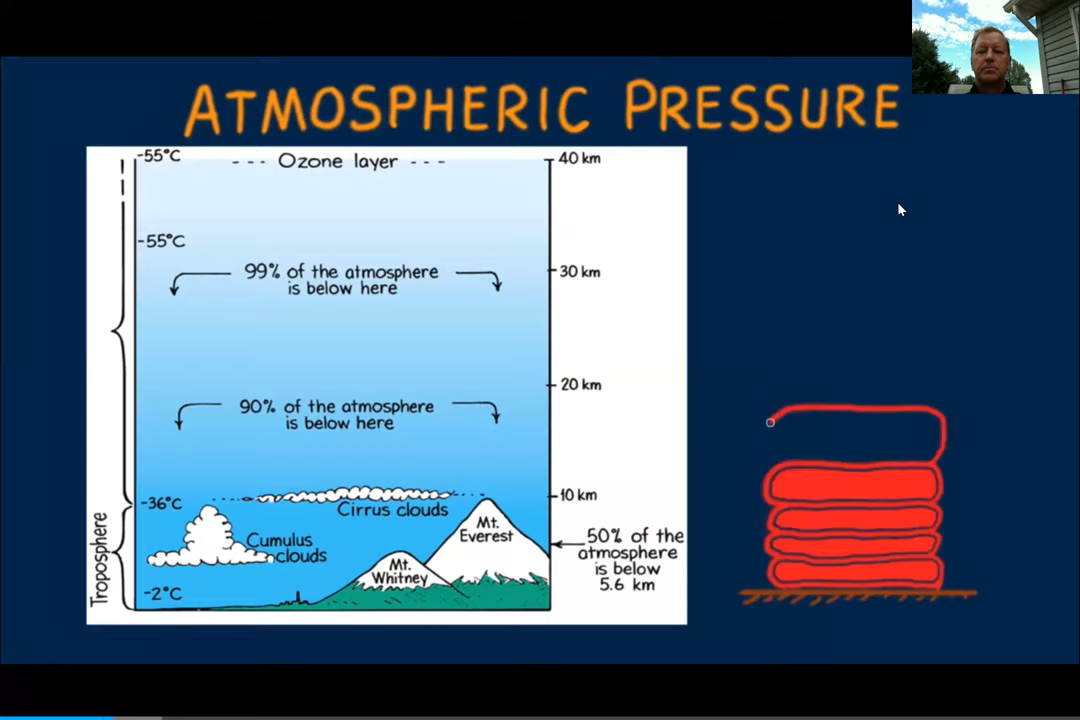 ATMOSPHERIC PRESSURE
-55°C
--- Ozone layer ---
40 km
-55°C
99% of the atmosphere
is below here
30 km
20 km
90% of the atmosphere
is below here
-36°C
10 km
Cirrus clouds
Cumulus
clouds
Mt.
Everest
Mt.
Whitney
50% of the
atmosphere
is below
5.6 km
-2°C
Troposphere